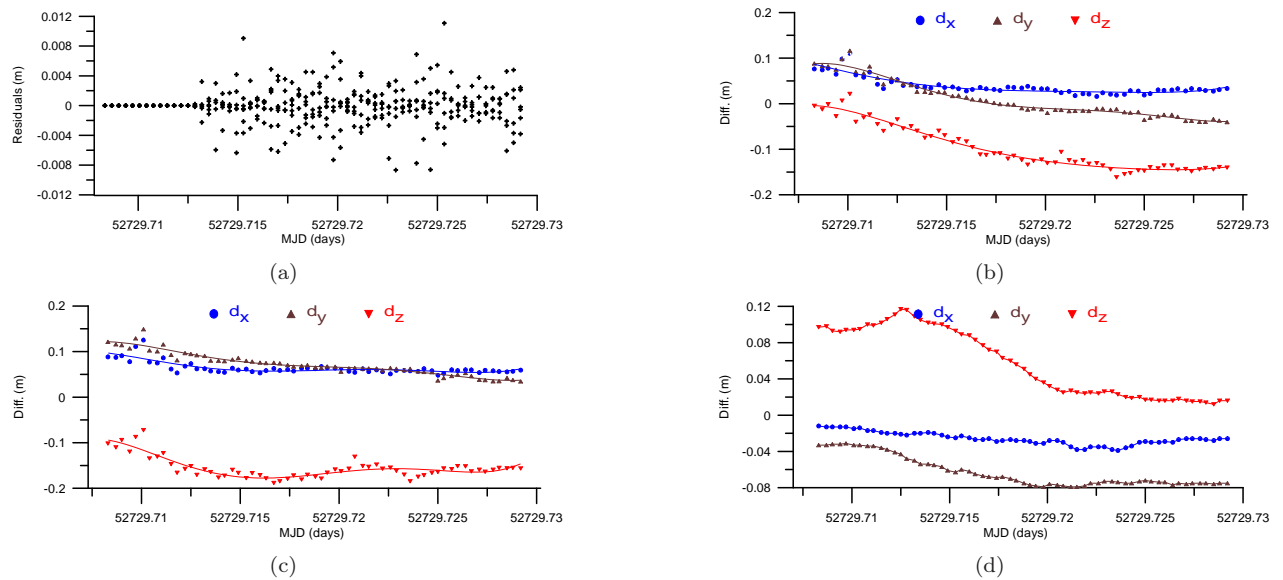 0.012
0.008
0.004
0
-0.004
-0.008
-0.012
Residuals (m)
52729.71 52729.715 52729.72 52729.725 52729.73
MJD (days)
(a)
dx dy dz
0.2
0.1
0
-0.1
-0.2
Diff. (m)
52729.71 52729.715 52729.72 52729.725 52729.73
MJD (days)
(b)
dx dy dz
0.2
0.1
0
-0.1
-0.2
Diff. (m)
52729.71 52729.715 52729.72 52729.725 52729.73
MJD (days)
(c)
dx dy dz
0.12
0.08
0.04
0
-0.04
-0.08
Diff. (m)
52729.71 52729.715 52729.72 52729.725 52729.73
MJD (days)
(d)